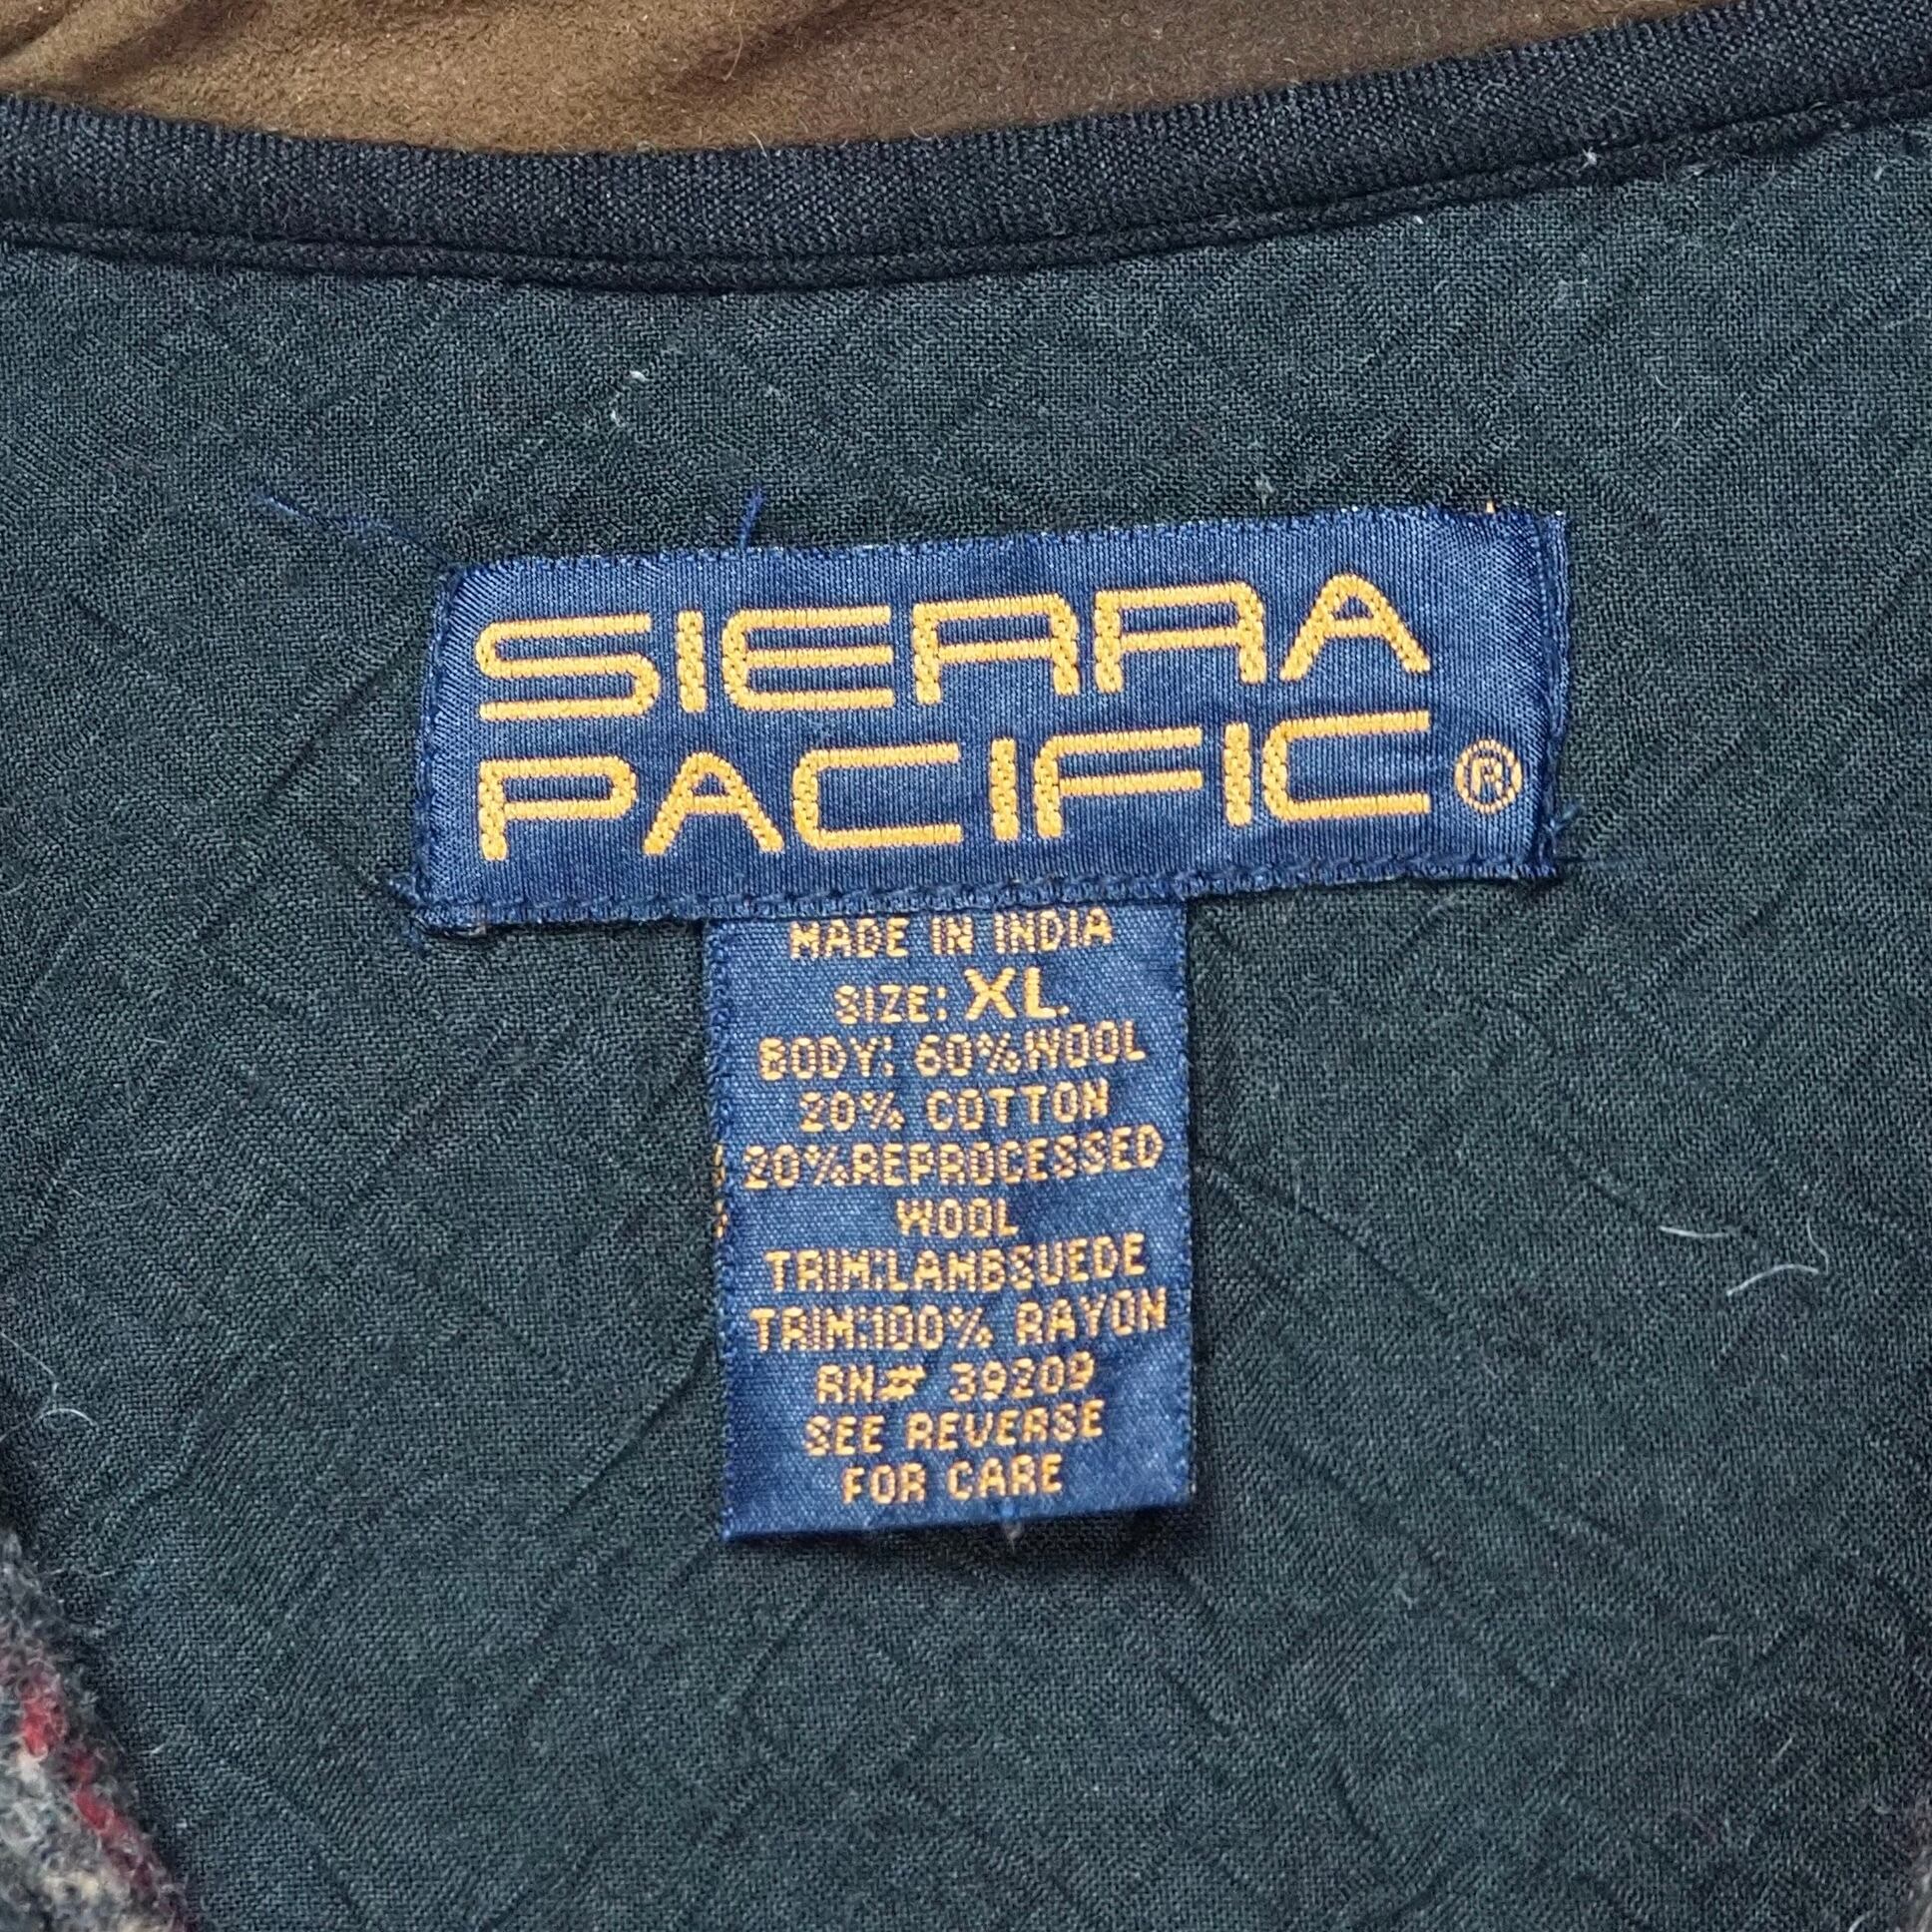 SIERRA
PACIFIC®
MADE IN INDIA
SIZE: XL
BODY: 60%WOOL
20% COTTON
20%REPROCESSED
WOOL
TRIM:LAMBSUEDE
TRIM:100% RAYON
RN# 39209
SEE REVERSE
FOR CARE